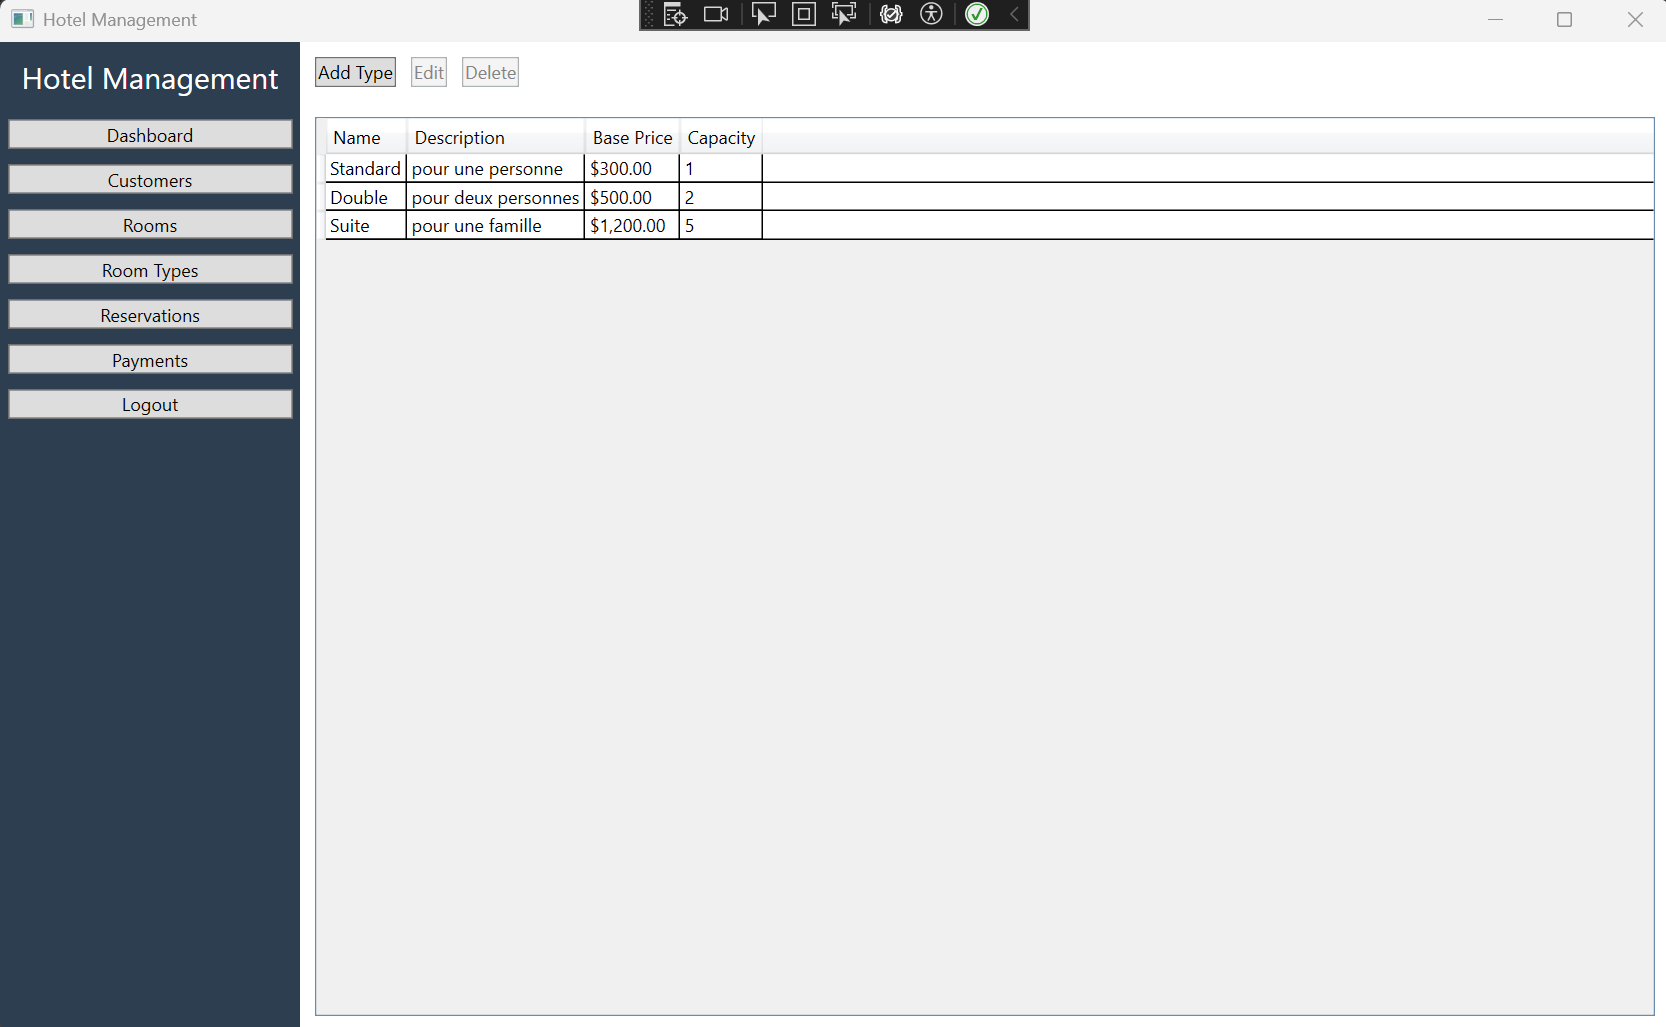 Hotel Management
Hotel Management
Dashboard
Customers
Rooms
Room Types
Reservations
Payments
Logout
Add Type Edit Delete
Name Description Base Price Capacity
Standard pour une personne $300.00 1
Double pour deux personnes $500.00 2
Suite pour une famille $1,200.00 5